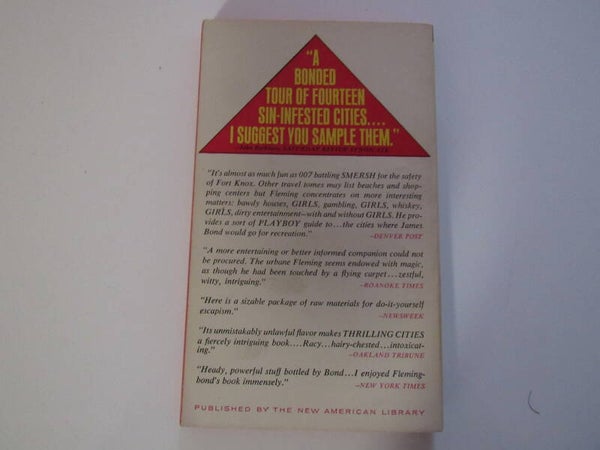 "A
BONDED
TOUR OF FOURTEEN
SIN-INFESTED CITIES....
I SUGGEST YOU SAMPLE THEM."
SATURDAY REVIEW SYNDICATE
"It's almost as much fun as 007 battling SMERSH for the safety
of Fort Knox. Other travel tomes may list beaches and shop-
ping centers but Fleming concentrates on more interesting
matters: bawdy houses, GIRLS, gambling, GIRLS, whiskey,
GIRLS, dirty entertainment—with and without GIRLS. He pro-
vides a sort of PLAYBOY guide to...the cities where James
Bond would go for recreation."
–DENVER POST
"A more entertaining or better informed companion could not
be procured. The urbane Fleming seems endowed with magic,
as though he had been touched by a flying carpet...zestful,
witty, intriguing."
–ROANOKE TIMES
"Here is a sizable package of raw materials for do-it-yourself
escapism."
–NEWSWEEK
"Its unmistakably unlawful flavor makes THRILLING CITIES
a fiercely intriguing book....Racy...hairy-chested...intoxicat-
ing."
–OAKLAND TRIBUNE
"Heady, powerful stuff bottled by Bond...I enjoyed Fleming-
bond's book immensely."
–NEW YORK TIMES
PUBLISHED BY THE NEW AMERICAN LIBRARY